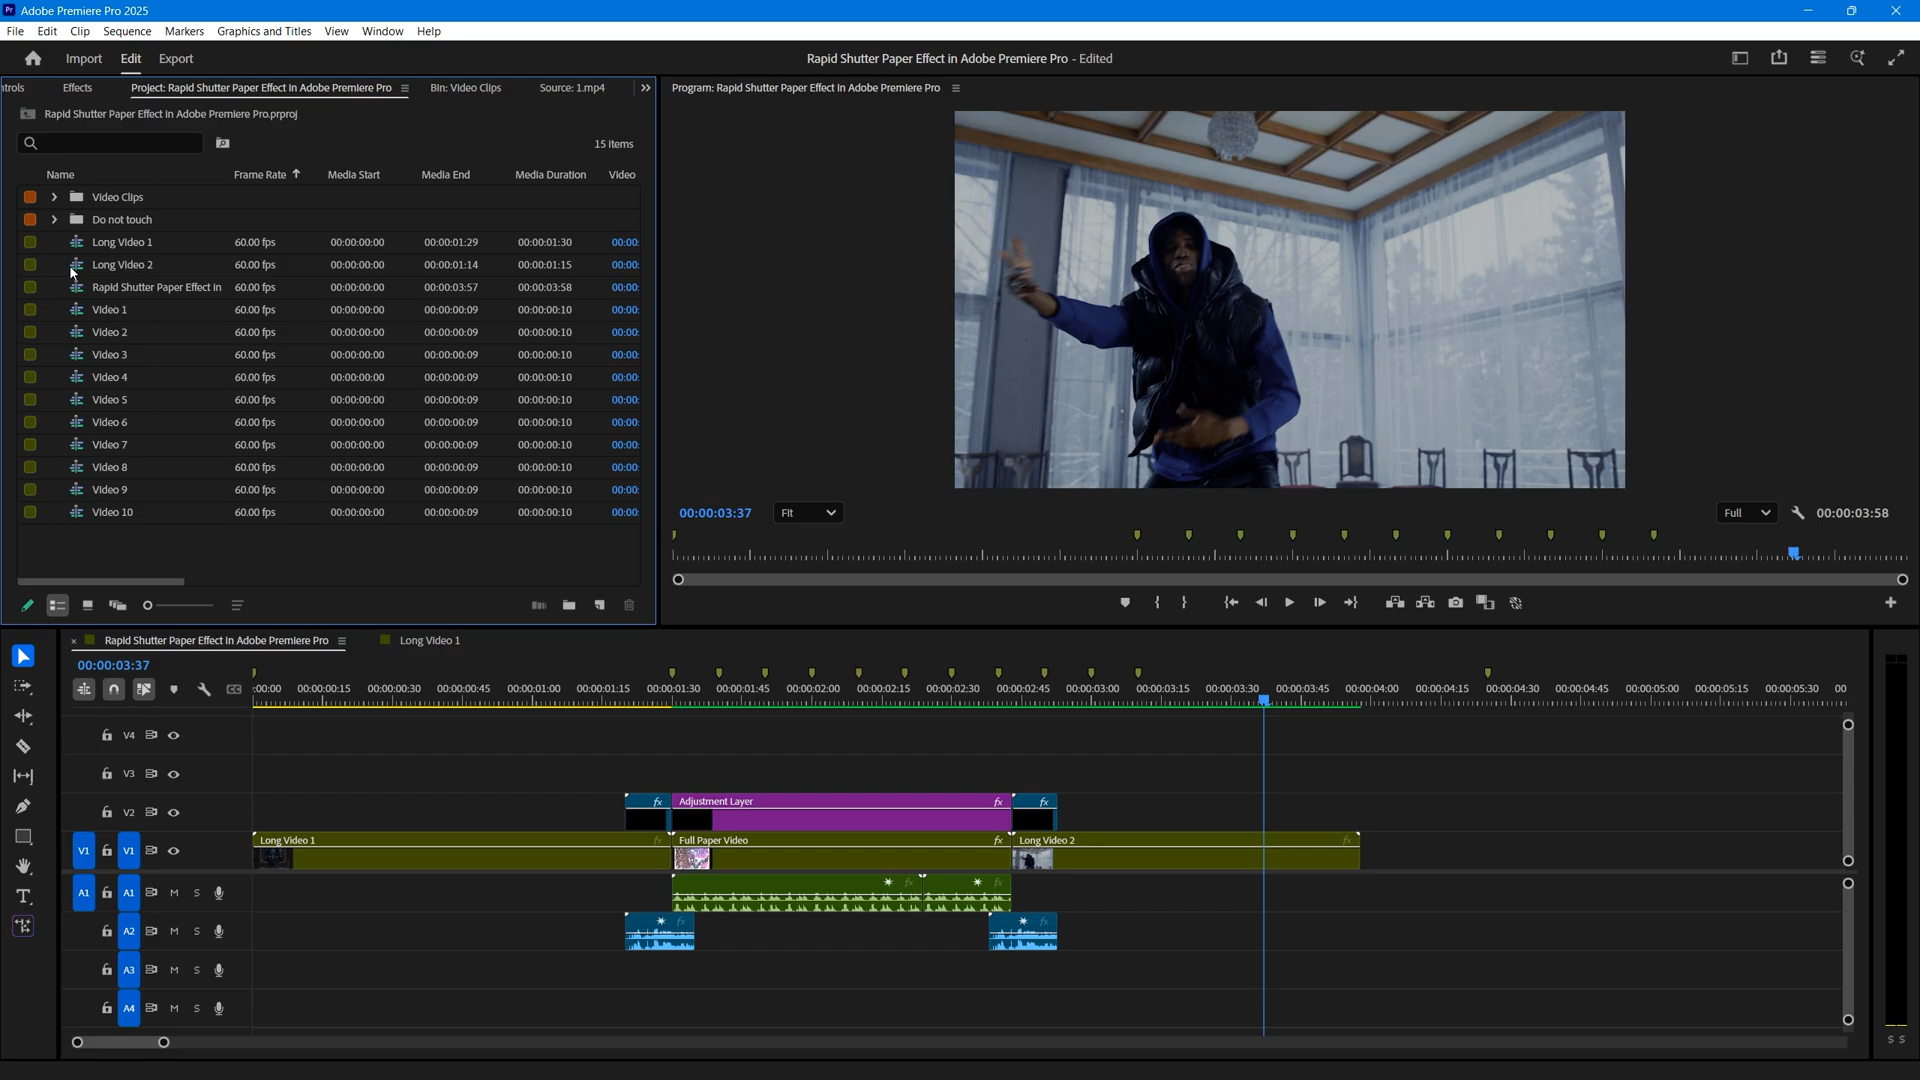 Adobe Premiere Pro 2025
File Edit Clip Sequence Markers Graphics and Titles View Window Help
Import Edit Export Rapid Shutter Paper Effect in Adobe Premiere Pro - Edited
ntrols Effects Project: Rapid Shutter Paper Effect in Adobe Premiere Pro Bin: Video Clips Source: 1.mp4 Program: Rapid Shutter Paper Effect in Adobe Premiere Pro
Rapid Shutter Paper Effect in Adobe Premiere Pro.prproj
15 Items
Name Frame Rate Media Start Media End Media Duration Video
Video Clips
Do not touch
Long Video 1 60.00 fps 00:00:00:00 00:00:01:29 00:00:01:30 00:00:
Long Video 2 60.00 fps 00:00:00:00 00:00:01:14 00:00:01:15 00:00:
Rapid Shutter Paper Effect in 60.00 fps 00:00:00:00 00:00:03:57 00:00:03:58 00:00:
Video 1 60.00 fps 00:00:00:00 00:00:00:09 00:00:00:10 00:00:
Video 2 60.00 fps 00:00:00:00 00:00:00:09 00:00:00:10 00:00:
Video 3 60.00 fps 00:00:00:00 00:00:00:09 00:00:00:10 00:00:
Video 4 60.00 fps 00:00:00:00 00:00:00:09 00:00:00:10 00:00:
Video 5 60.00 fps 00:00:00:00 00:00:00:09 00:00:00:10 00:00:
Video 6 60.00 fps 00:00:00:00 00:00:00:09 00:00:00:10 00:00:
Video 7 60.00 fps 00:00:00:00 00:00:00:09 00:00:00:10 00:00:
Video 8 60.00 fps 00:00:00:00 00:00:00:09 00:00:00:10 00:00:
Video 9 60.00 fps 00:00:00:00 00:00:00:09 00:00:00:10 00:00:
Video 10 60.00 fps 00:00:00:00 00:00:00:09 00:00:00:10 00:00:
00:00:03:37 Fit Full 00:00:03:58
Rapid Shutter Paper Effect in Adobe Premiere Pro Long Video 1
00:00:03:37
:00:00 00:00:00:15 00:00:00:30 00:00:00:45 00:00:01:00 00:00:01:15 00:00:01:30 00:00:01:45 00:00:02:00 00:00:02:15 00:00:02:30 00:00:02:45 00:00:03:00 00:00:03:15 00:00:03:30 00:00:03:45 00:00:04:00 00:00:04:15 00:00:04:30 00:00:04:45 00:00:05:00 00:00:05:15 00:00:05:30 00
V4
V3
V2 fx Adjustment Layer fx fx
V1 V1 Long Video 1 fx Full Paper Video fx Long Video 2 fx
A1 A1 M S fx fx
A2 M S fx fx
A3 M S
A4 M S
S S